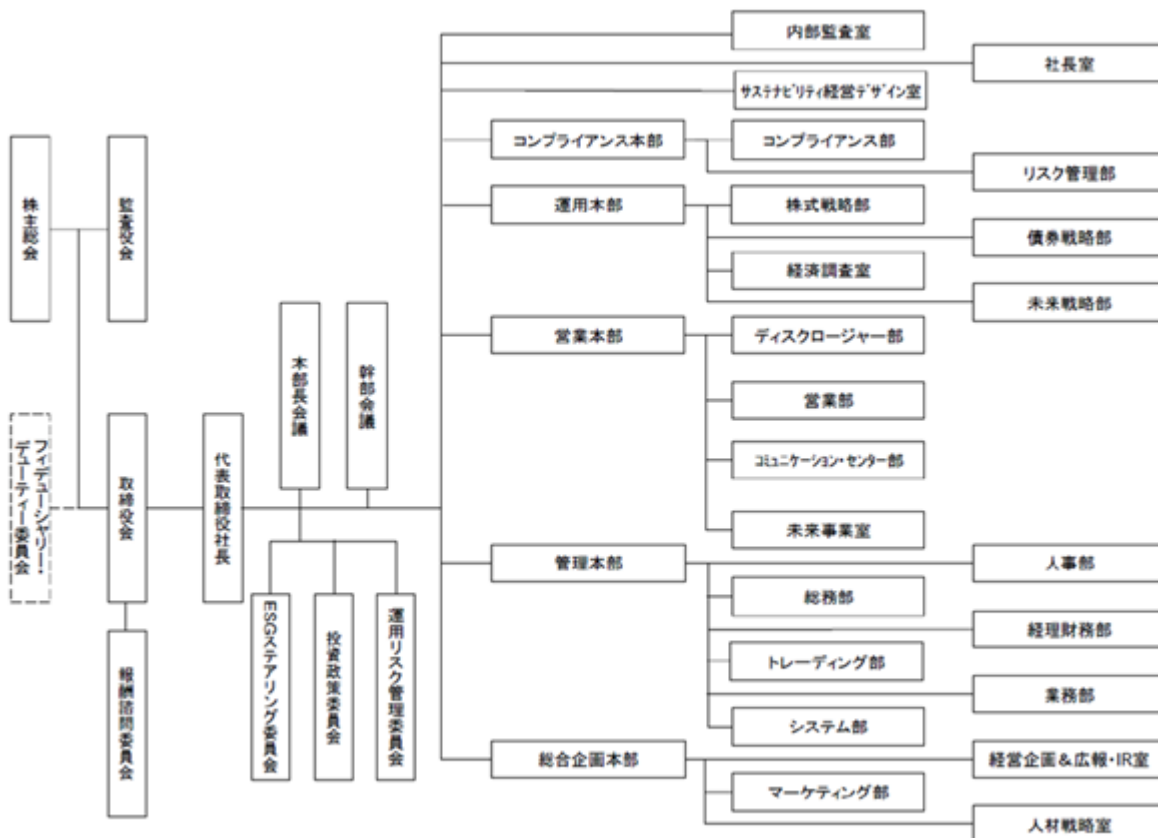 内部監査室
社長室
サステナビリティ経営デザイン室
コンプライアンス本部
コンプライアンス部
リスク管理部
運用本部
株式戦略部
債券戦略部
経済調査室
未来戦略部
営業本部
ディスクロージャー部
営業部
コミュニケーション・センター部
未来事業室
管理本部
人事部
総務部
経理財務部
トレーディング部
業務部
システム部
総合企画本部
経営企画&広報・IR室
マーケティング部
人材戦略室
株主総会
監査役会
フィデューシャリー・
デューティー委員会
取締役会
報酬諮問委員会
代表取締役社長
本部長会議
幹部会議
ESGステアリング委員会
投資政策委員会
運用リスク管理委員会